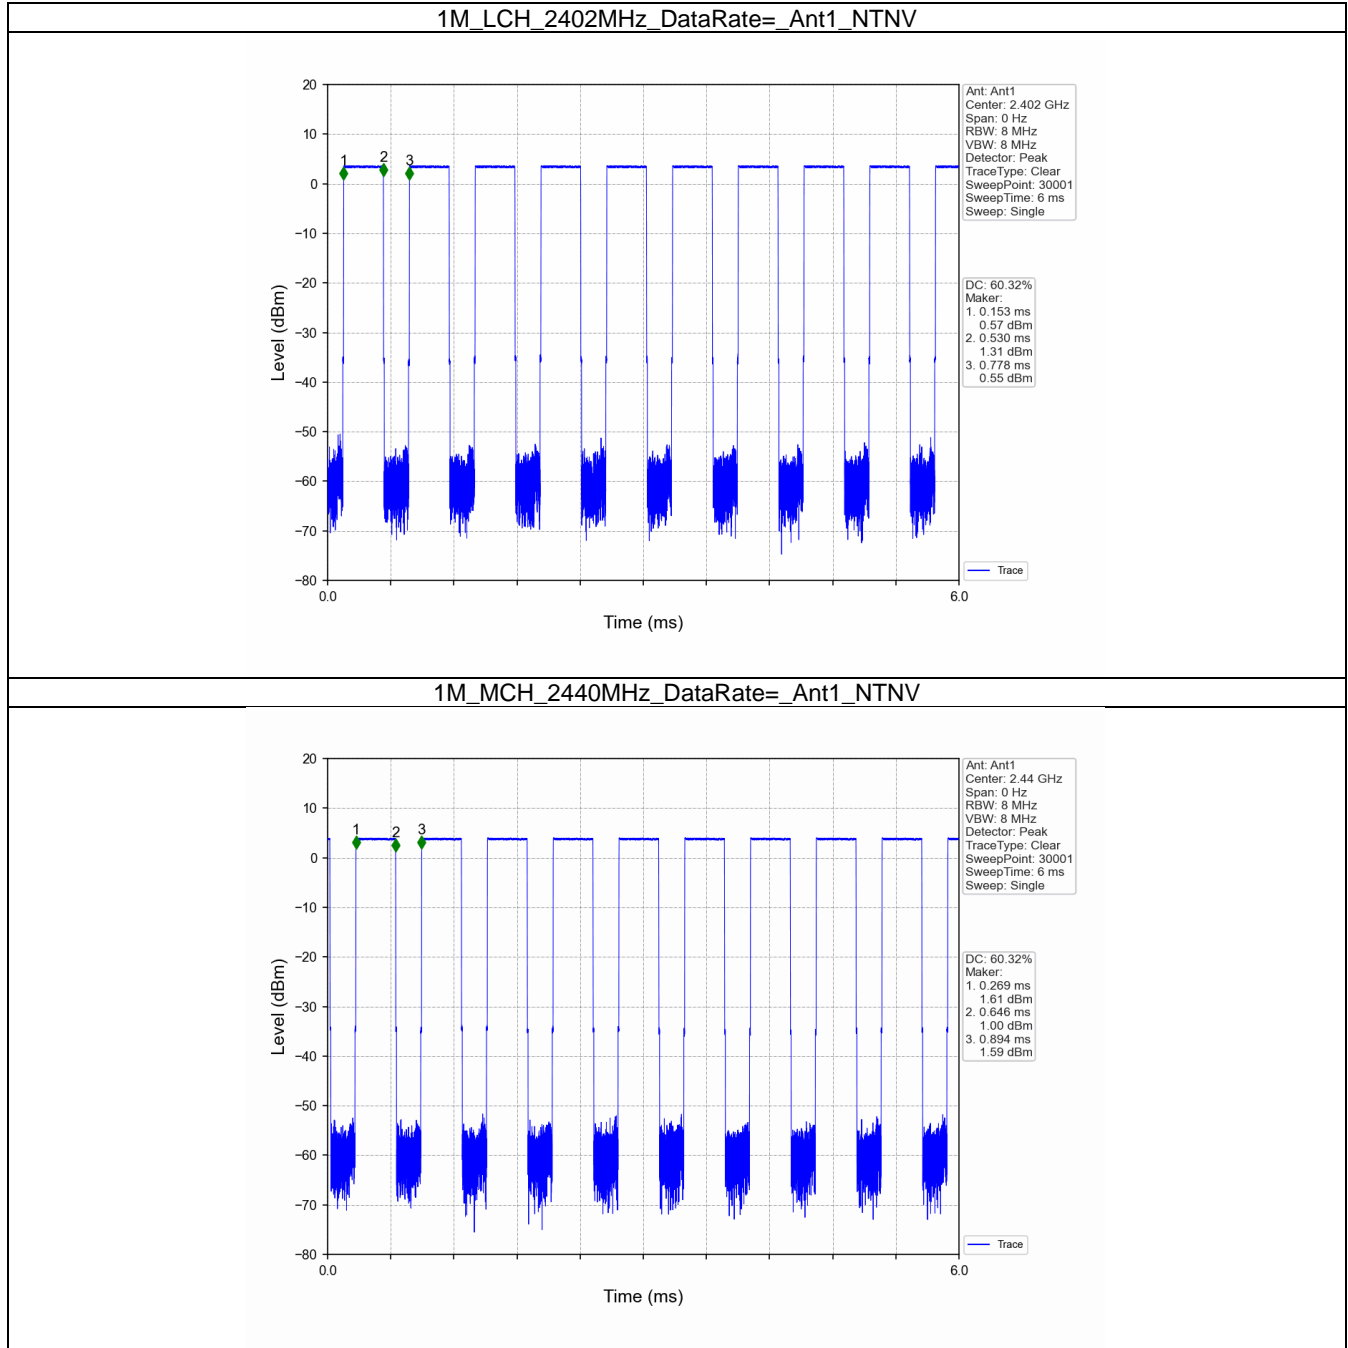 1M_LCH_2402MHz_DataRate=_Ant1_NTNV
20
10
0
−10
−20
−30
−40
−50
−60
−70
−80
Level (dBm)
1
2
3
0.0
6.0
Time (ms)
Ant: Ant1
Center: 2.402 GHz
Span: 0 Hz
RBW: 8 MHz
VBW: 8 MHz
Detector: Peak
TraceType: Clear
SweepPoint: 30001
SweepTime: 6 ms
Sweep: Single
DC: 60.32%
Maker:
1. 0.153 ms
0.57 dBm
2. 0.530 ms
1.31 dBm
3. 0.778 ms
0.55 dBm
Trace
1M_MCH_2440MHz_DataRate=_Ant1_NTNV
20
10
0
−10
−20
−30
−40
−50
−60
−70
−80
Level (dBm)
1
2
3
0.0
6.0
Time (ms)
Ant: Ant1
Center: 2.44 GHz
Span: 0 Hz
RBW: 8 MHz
VBW: 8 MHz
Detector: Peak
TraceType: Clear
SweepPoint: 30001
SweepTime: 6 ms
Sweep: Single
DC: 60.32%
Maker:
1. 0.269 ms
1.61 dBm
2. 0.646 ms
1.00 dBm
3. 0.894 ms
1.59 dBm
Trace